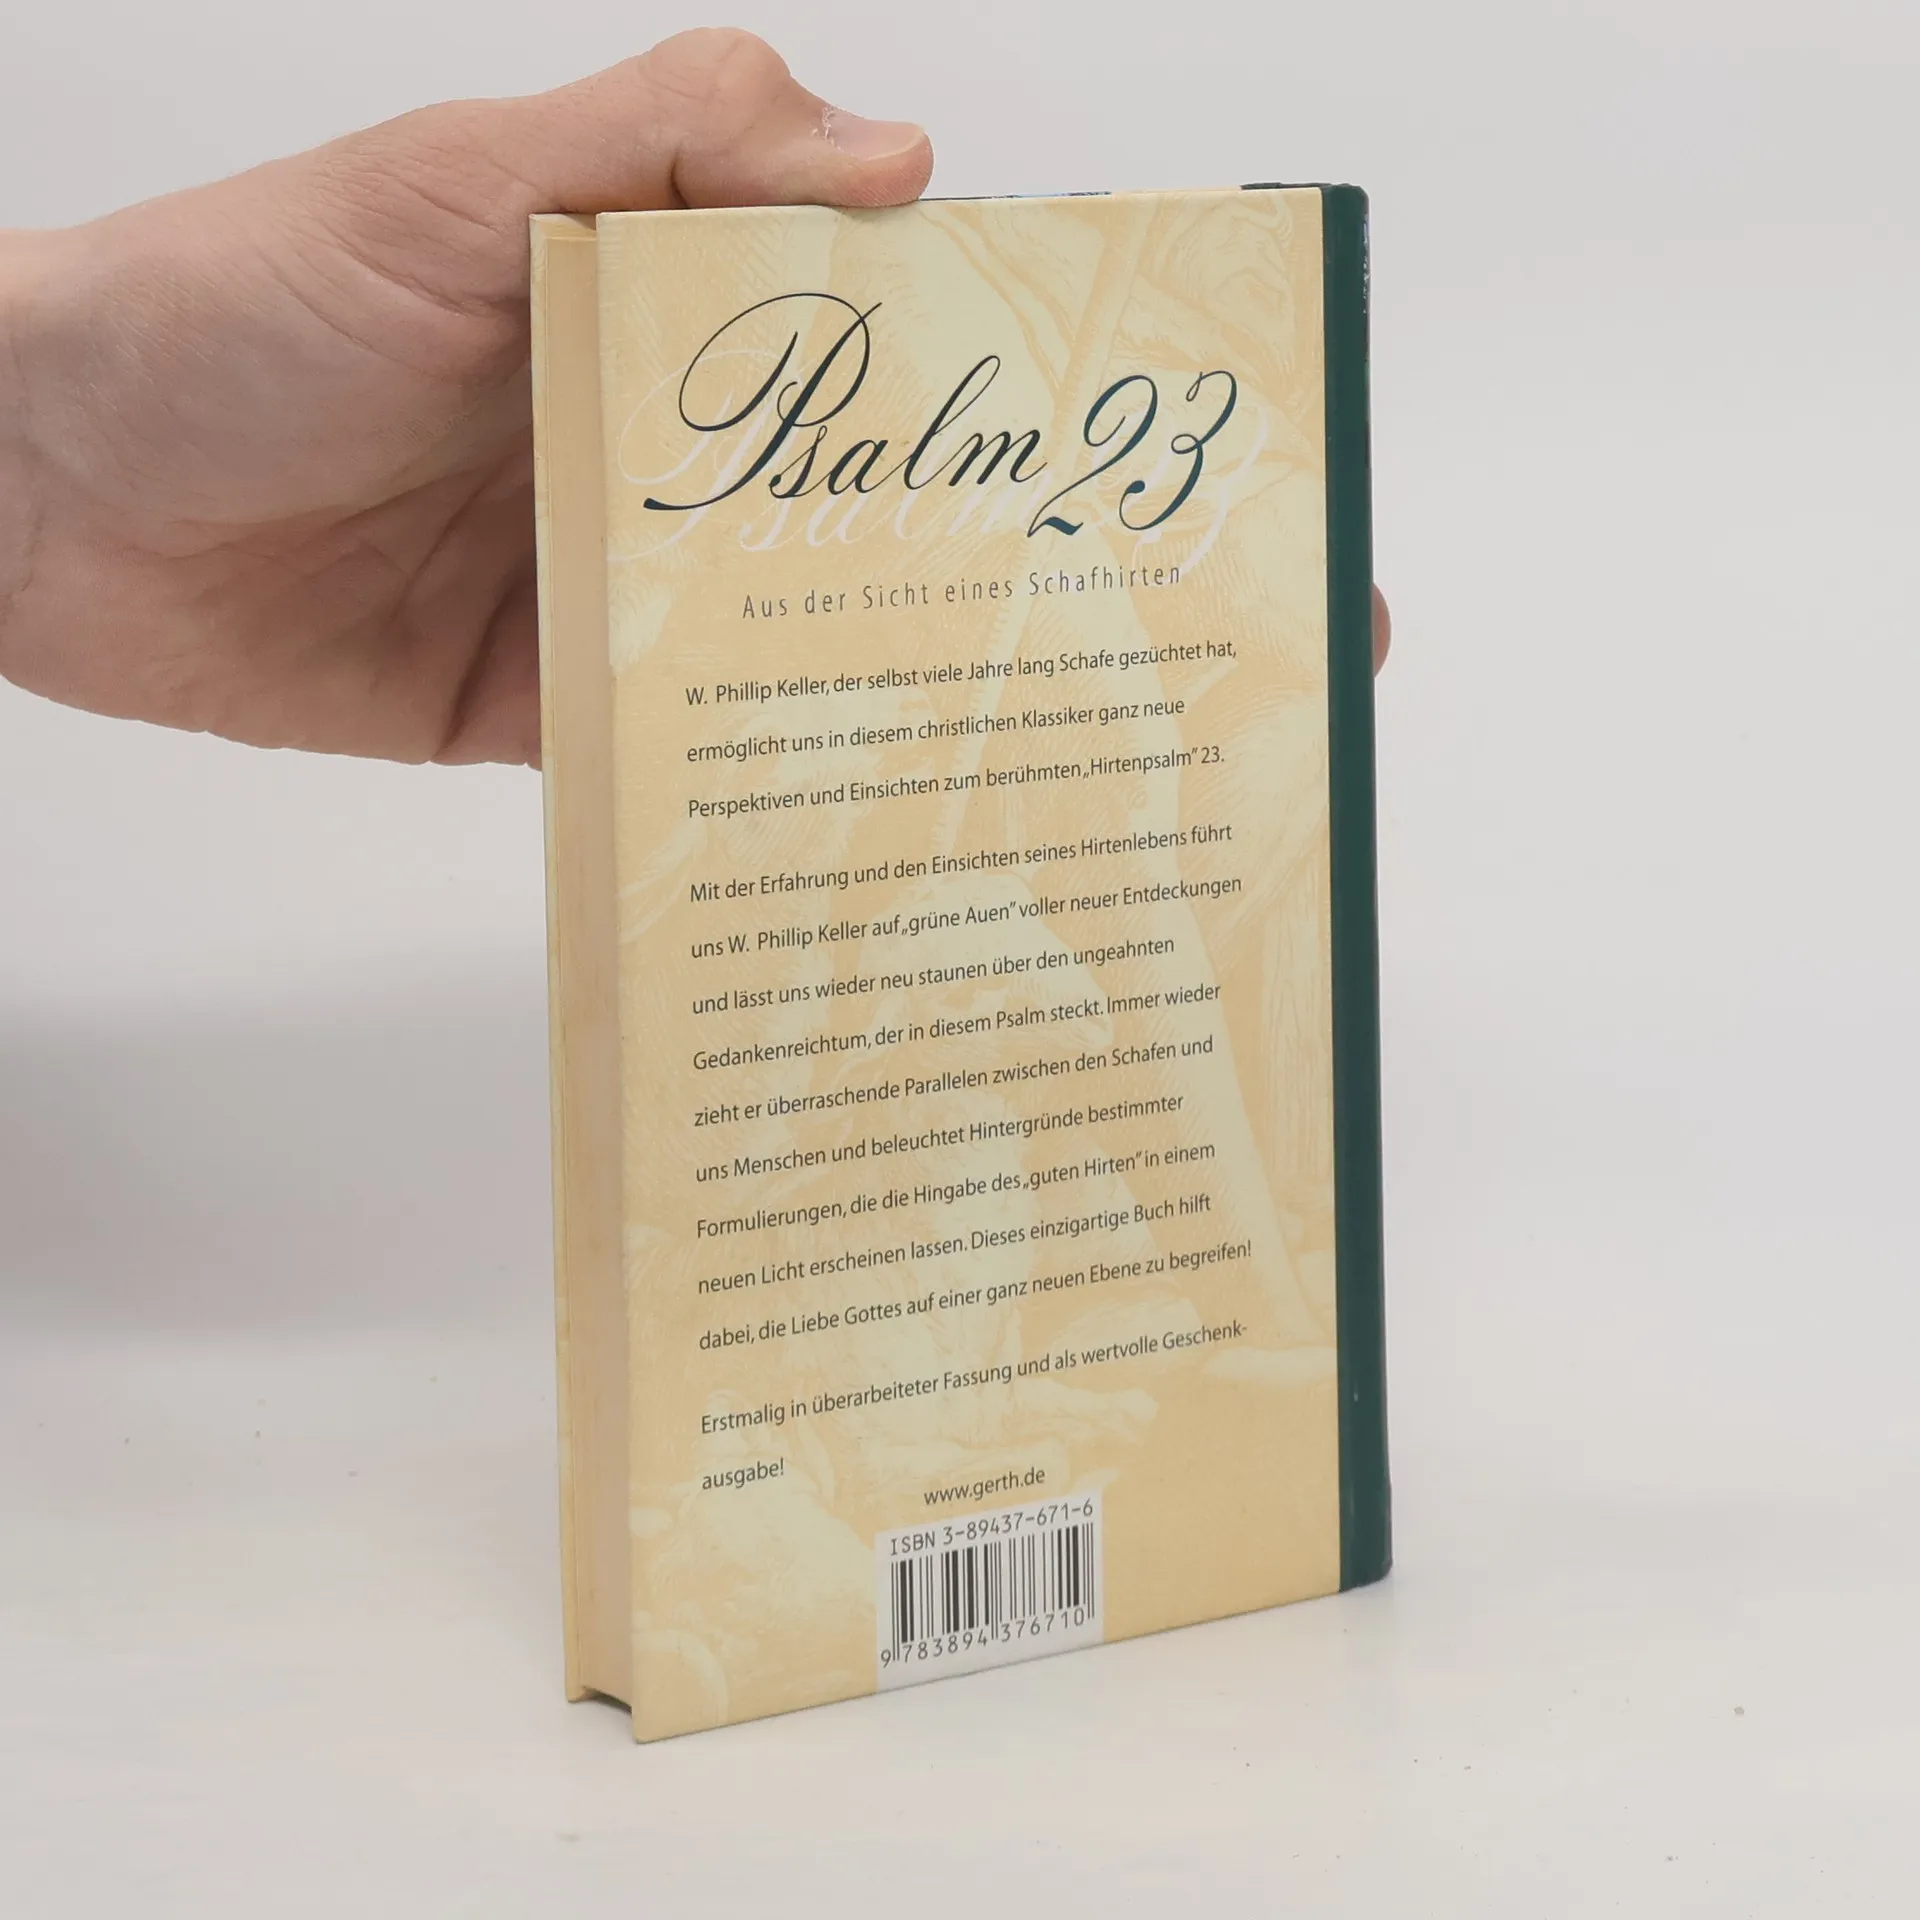 Psalm 23
Aus der Sicht eines Schafhirten
W. Phillip Keller, der selbst viele Jahre lang Schafe gezüchtet hat,
ermöglicht uns in diesem christlichen Klassiker ganz neue
Perspektiven und Einsichten zum berühmten „Hirtenpsalm" 23.
Mit der Erfahrung und den Einsichten seines Hirtenlebens führt
uns W. Phillip Keller auf „grüne Auen" voller neuer Entdeckungen
und lässt uns wieder neu staunen über den ungeahnten
Gedankenreichtum, der in diesem Psalm steckt. Immer wieder
zieht er überraschende Parallelen zwischen den Schafen und
uns Menschen und beleuchtet Hintergründe bestimmter
Formulierungen, die die Hingabe des „guten Hirten" in einem
neuen Licht erscheinen lassen. Dieses einzigartige Buch hilft
dabei, die Liebe Gottes auf einer ganz neuen Ebene zu begreifen!
Erstmalig in überarbeiteter Fassung und als wertvolle Geschenk-
ausgabe!
www.gerth.de
ISBN 3-89437-671-6
9 783894 376710